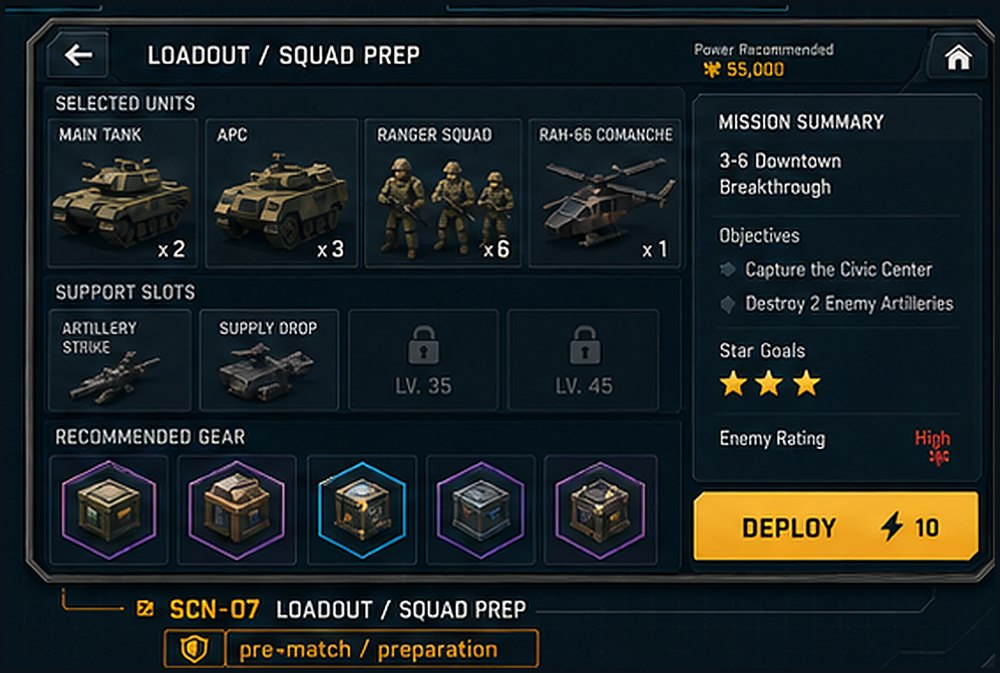 LOADOUT / SQUAD PREP
Power Recommended
55,000
SELECTED UNITS
MAIN TANK
x2
APC
x3
RANGER SQUAD
x6
RAH-66 COMANCHE
x1
SUPPORT SLOTS
ARTILLERY
STRIKE
SUPPLY DROP
LV. 35
LV. 45
RECOMMENDED GEAR
MISSION SUMMARY
3-6 Downtown
Breakthrough
Objectives
Capture the Civic Center
Destroy 2 Enemy Artilleries
Star Goals
Enemy Rating
High
DEPLOY
10
SCN-07 LOADOUT / SQUAD PREP
pre-match / preparation